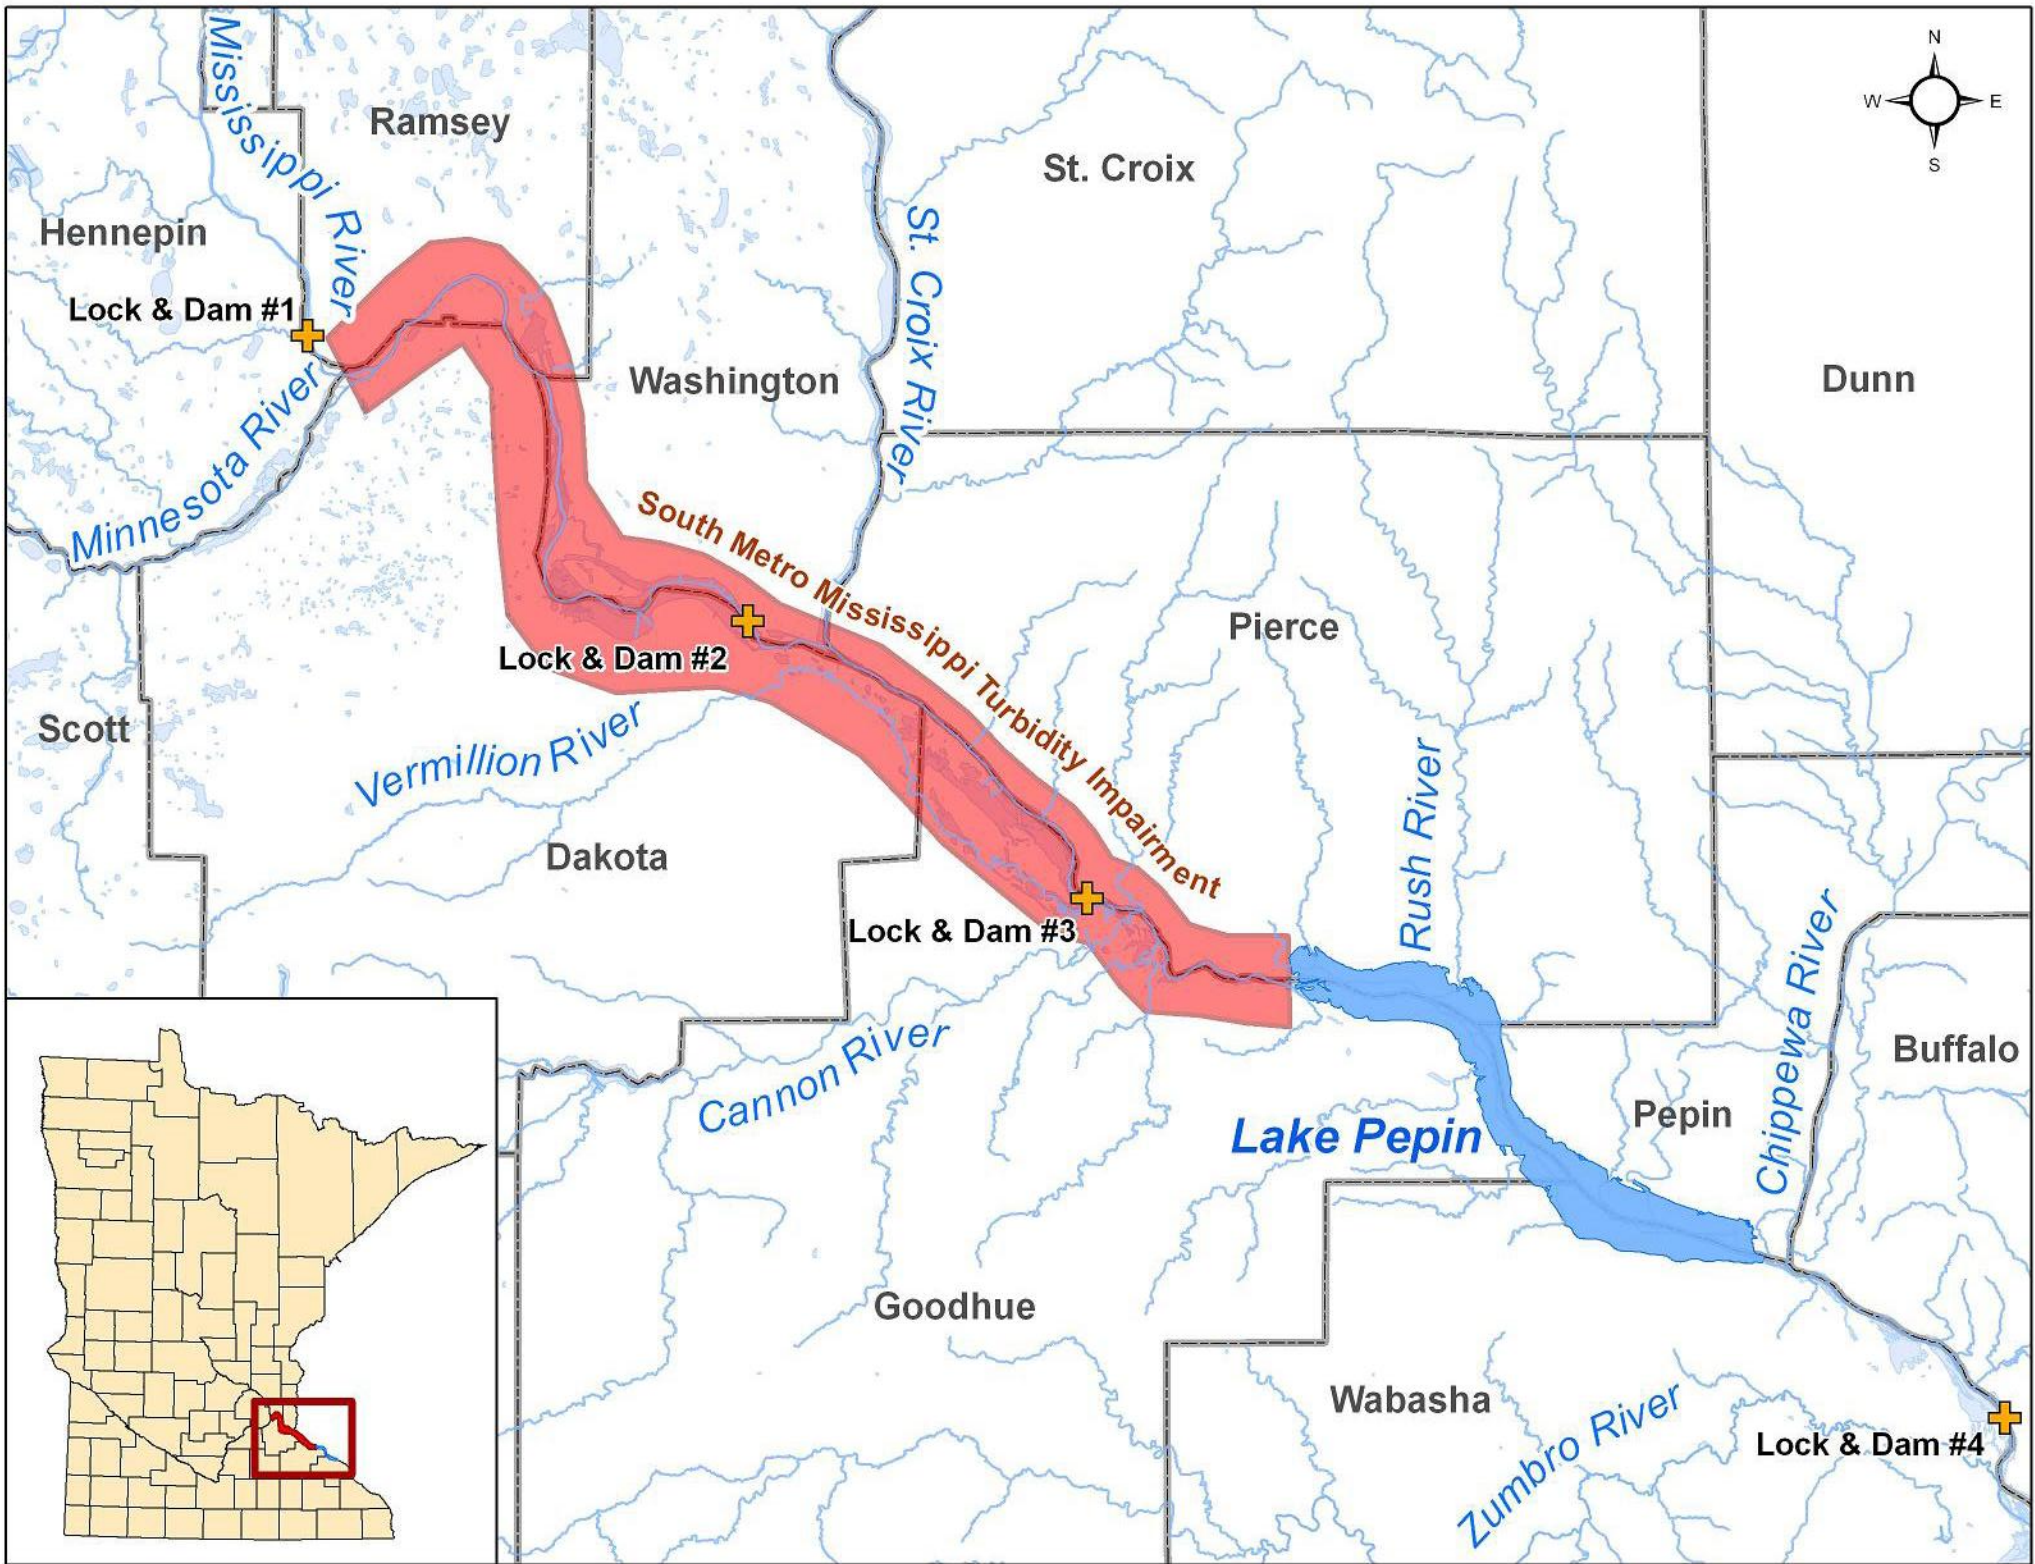 Mississippi River
N
W
E
S
Ramsey
St. Croix
Hennepin
St. Croix River
Lock & Dam #1
Washington
Dunn
Minnesota River
South Metro Mississippi Turbidity Impairment
Pierce
Lock & Dam #2
Scott
Vermillion River
Rush River
Dakota
Lock & Dam #3
Chippewa River
Buffalo
Cannon River
Lake Pepin
Pepin
Goodhue
Wabasha
Zumbro River
Lock & Dam #4